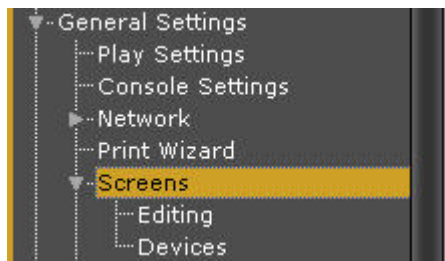 General Settings
Play Settings
Console Settings
Network
Print Wizard
Screens
Editing
Devices